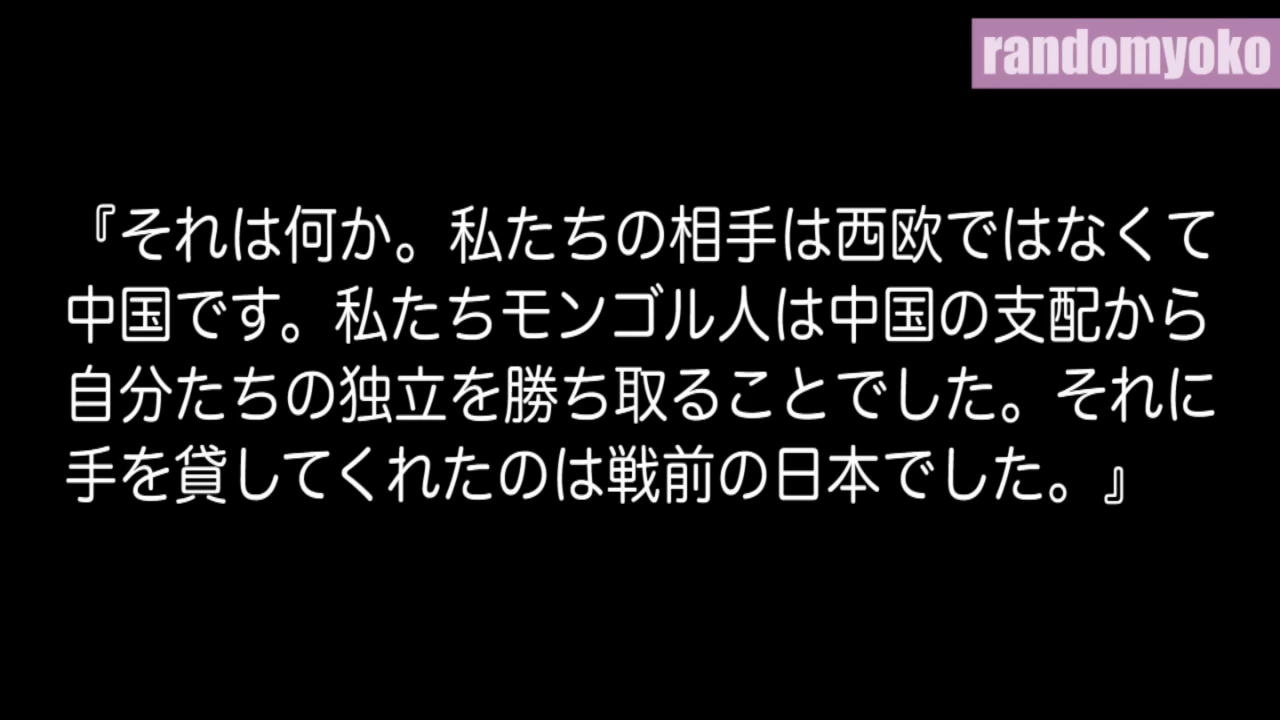 randomyoko
『それは何か。私たちの相手は西欧ではなくて
中国です。私たちモンゴル人は中国の支配から
自分たちの独立を勝ち取ることでした。それに
手を貸してくれたのは戦前の日本でした。』